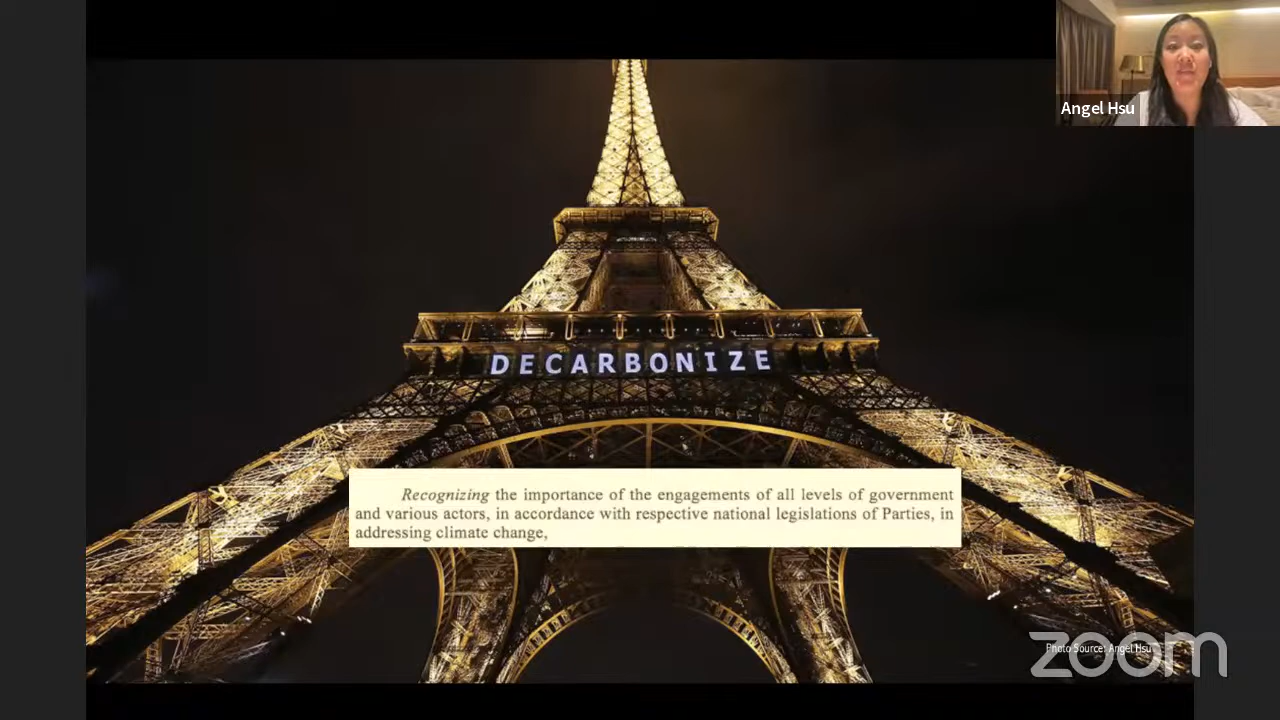 Angel Hsu
DECARBONIZE
Recognizing the importance of the engagements of all levels of government
and various actors, in accordance with respective national legislations of Parties, in
addressing climate change,
Photo Source: Angel Hsu
zoom